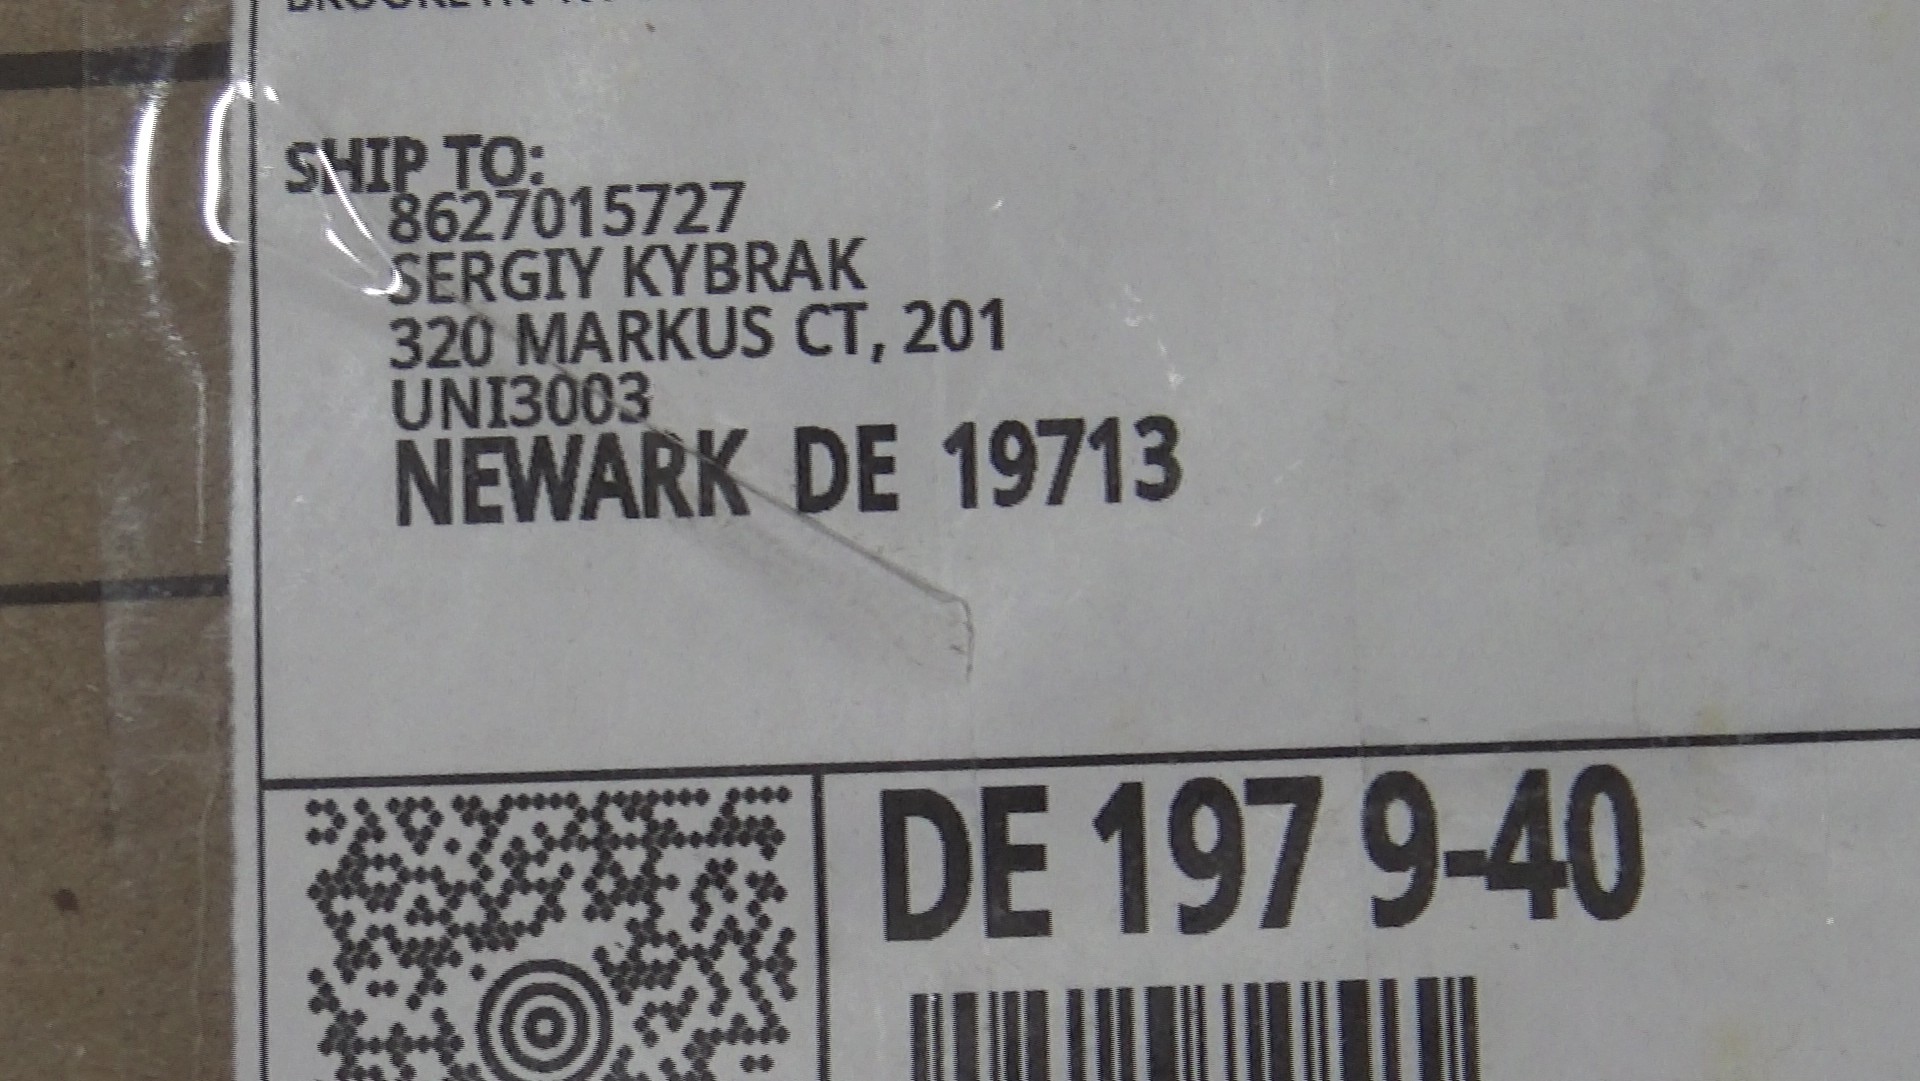 SHIP TO:
8627015727
SERGIY KYBRAK
320 MARKUS CT, 201
UNI3003
NEWARK DE 19713
DE 197 9-40